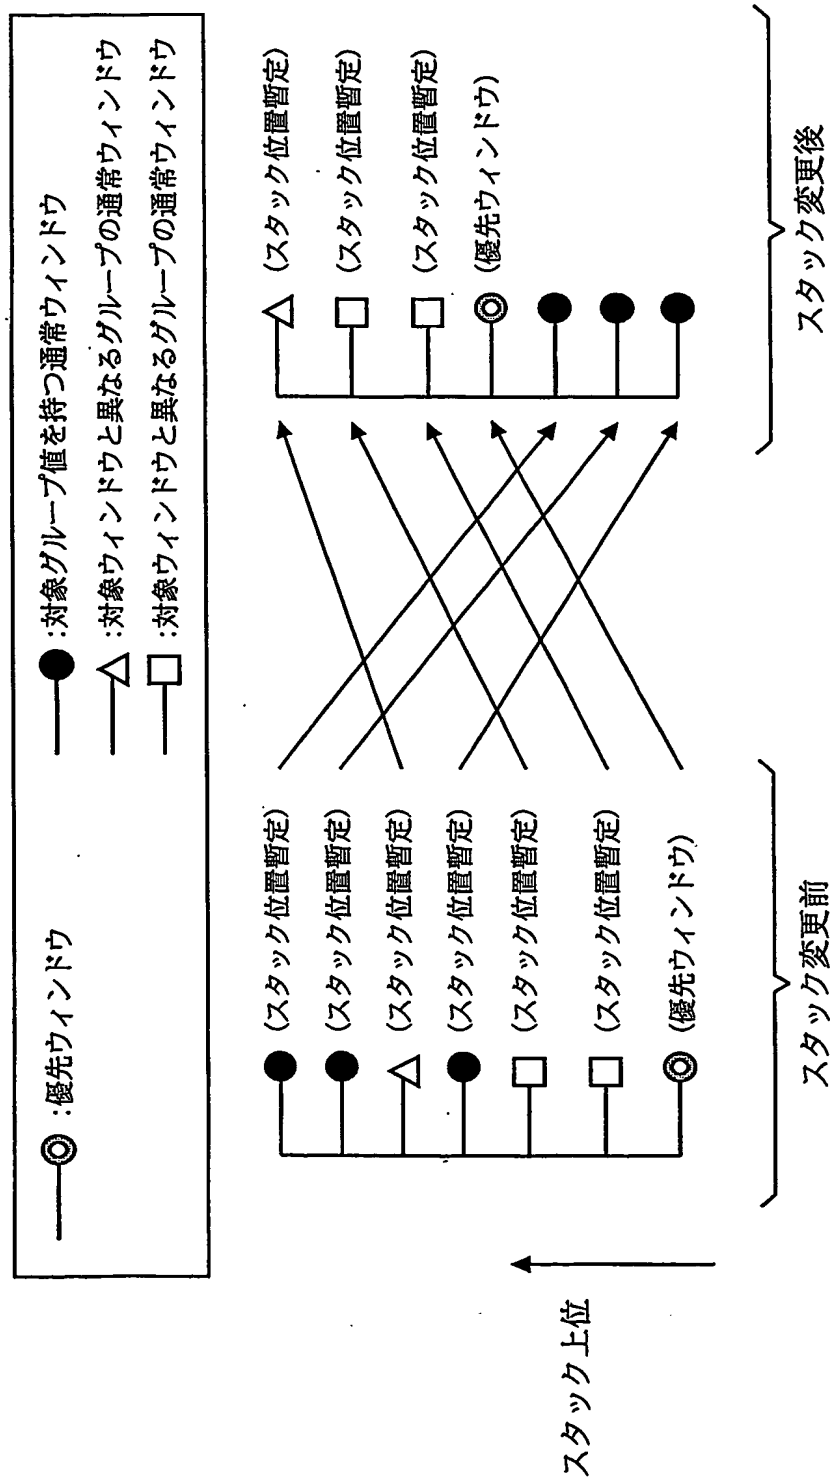 ◎:優先ウィンドウ
●:対象グループ値を持つ通常ウィンドウ
△:対象ウィンドウと異なるグループの通常ウィンドウ
□:対象ウィンドウと異なるグループの通常ウィンドウ
スタック上位
(スタック位置暫定)
(スタック位置暫定)
(スタック位置暫定)
(スタック位置暫定)
(スタック位置暫定)
(スタック位置暫定)
(優先ウィンドウ)
スタック変更前
(スタック位置暫定)
(スタック位置暫定)
(スタック位置暫定)
(優先ウィンドウ)
スタック変更後